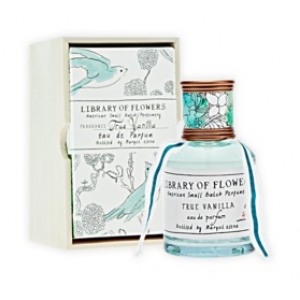 LIBRARY OF FLOWERS
American Small Batch Perfumery
FRAGRANCE True Vanilla
Eau de Parfum
Bottled by Margot Elena
LIBRARY OF FLOWERS
American Small Batch Perfume
TRUE VANILLA
eau de parfum
Bottled by Margot Elena